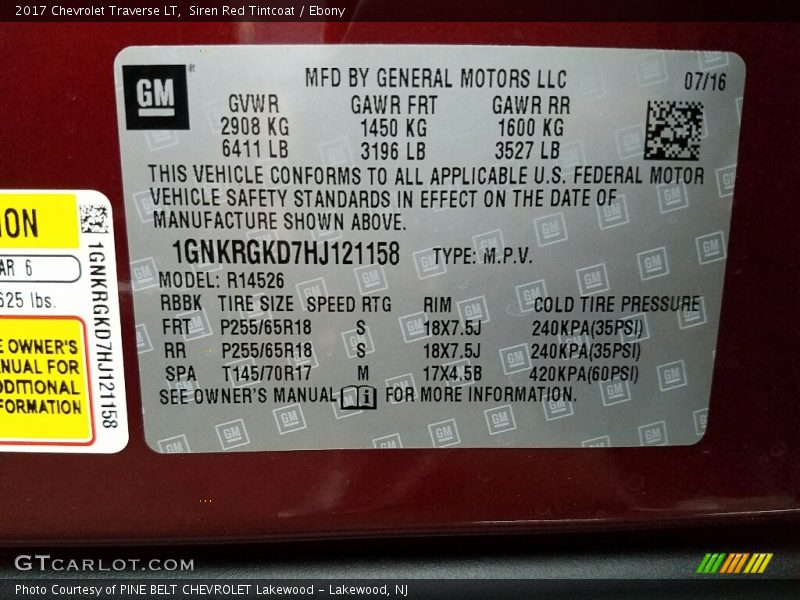 2017 Chevrolet Traverse LT,  Siren Red Tintcoat / Ebony
GM
MFD BY GENERAL MOTORS LLC
07/16
GVWR GAWR FRT GAWR RR
2908 KG 1450 KG 1600 KG
6411 LB 3196 LB 3527 LB
THIS VEHICLE CONFORMS TO ALL APPLICABLE U.S. FEDERAL MOTOR
VEHICLE SAFETY STANDARDS IN EFFECT ON THE DATE OF
MANUFACTURE SHOWN ABOVE.
1GNKRGKD7HJ121158 TYPE: M.P.V.
MODEL: R14526
RBBK TIRE SIZE SPEED RTG RIM COLD TIRE PRESSURE
FRT P255/65R18 S 18X7.5J 240KPA(35PSI)
RR P255/65R18 S 18X7.5J 240KPA(35PSI)
SPA T145/70R17 M 17X4.5B 420KPA(60PSI)
SEE OWNER'S MANUAL FOR MORE INFORMATION.
ION
AR 6
625 lbs.
E OWNER'S
NUAL FOR
DDITIONAL
FORMATION
1GNKRGKD7HJ121158
GTCARLOT.COM
Photo Courtesy of PINE BELT CHEVROLET Lakewood - Lakewood, NJ